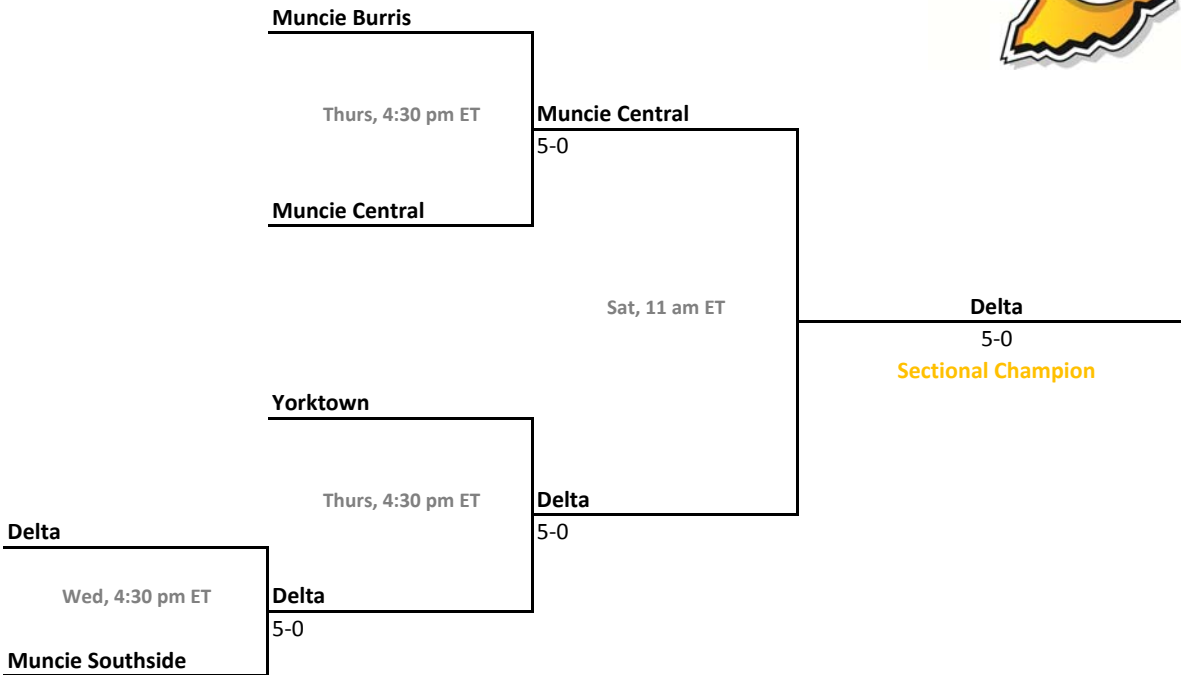 Muncie Burris
Thurs, 4:30 pm ET
Muncie Central
5-0
Muncie Central
Sat, 11 am ET
Delta
5-0
Sectional Champion
Yorktown
Thurs, 4:30 pm ET
Delta
5-0
Delta
Wed, 4:30 pm ET
Delta
5-0
Muncie Southside